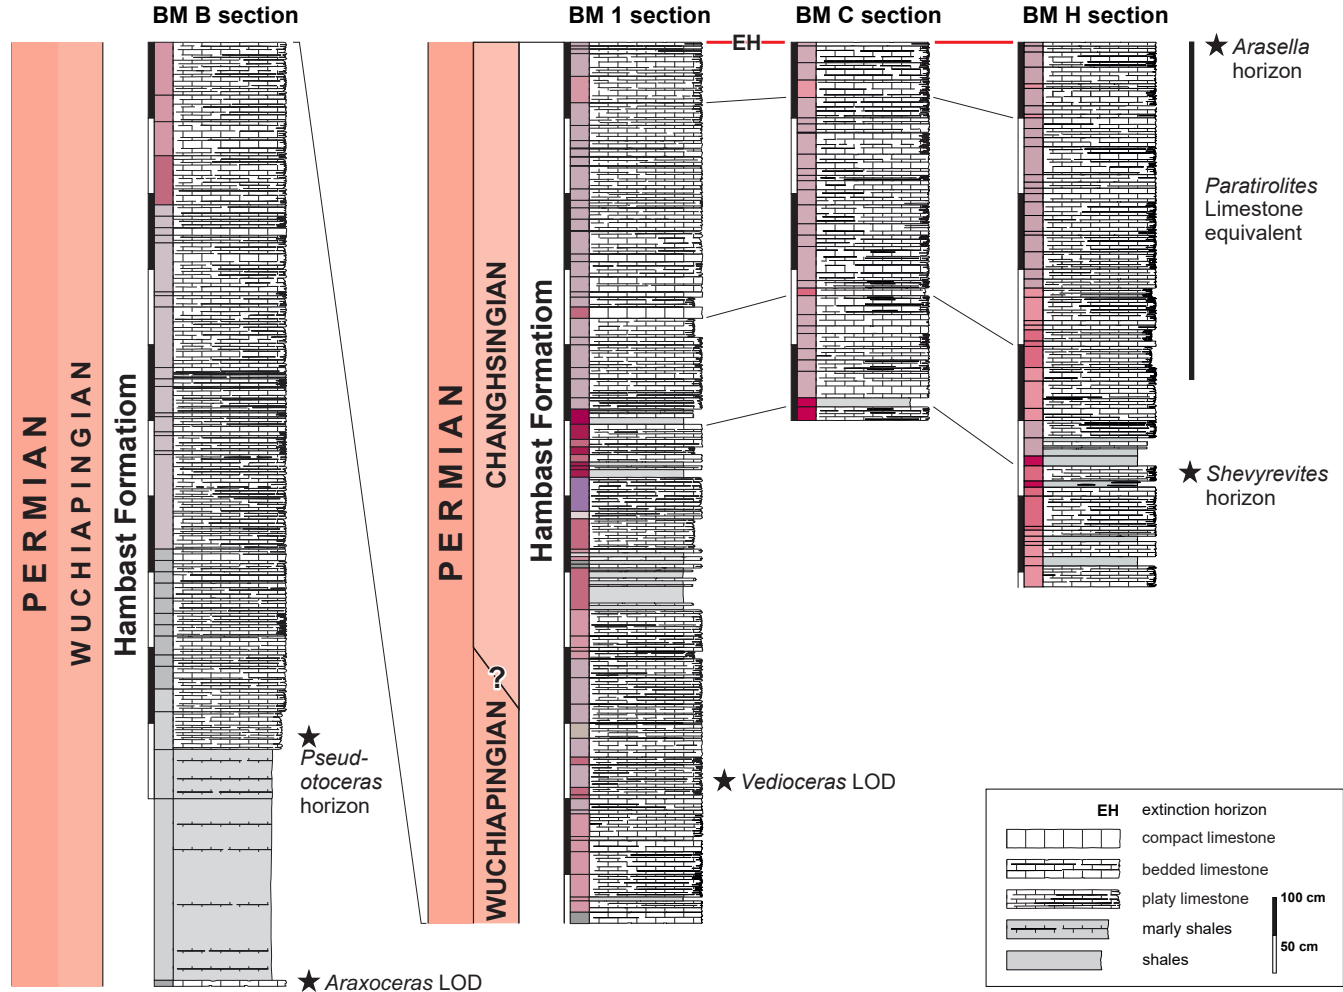 BM B section
BM 1 section
BM C section
BM H section
EH
PERMIAN
WUCHIAPINGIAN
Hambast Formation
PERMIAN
CHANGHSINGIAN
?
WUCHIAPINGIAN
Hambast Formation
★ Arasella
horizon
Paratirolites
Limestone
equivalent
★ Shevyrevites
horizon
★
Pseud-
otoceras
horizon
★ Vedioceras LOD
★ Araxoceras LOD
EH extinction horizon
compact limestone
bedded limestone
platy limestone
marly shales
shales
100 cm
50 cm